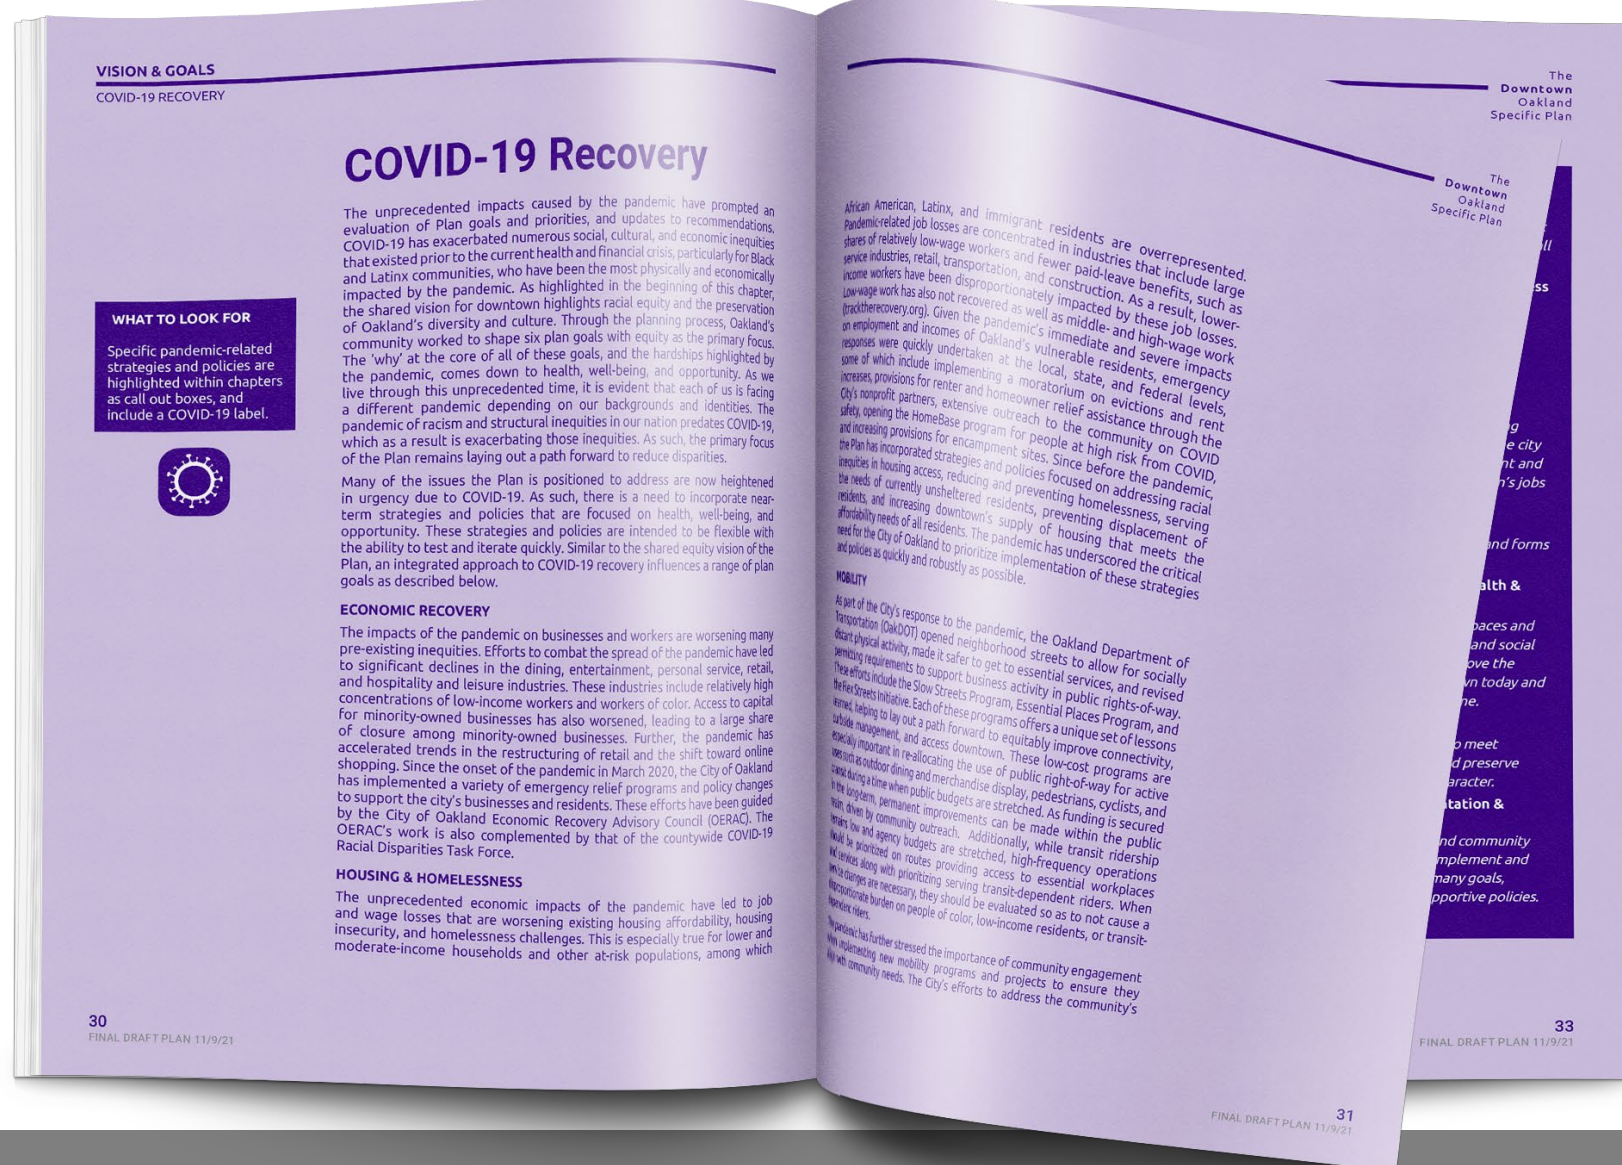 VISION & GOALS
COVID-19 RECOVERY
COVID-19 Recovery
The unprecedented impacts caused by the pandemic have prompted an
evaluation of Plan goals and priorities, and updates to recommendations.
COVID-19 has exacerbated numerous social, cultural, and economic inequities
that existed prior to the current health and financial crisis, particularly for Black
and Latinx communities, who have been the most physically and economically
impacted by the pandemic. As highlighted in the beginning of this chapter,
the shared vision for downtown highlights racial equity and the preservation
of Oakland's diversity and culture. Through the planning process, Oakland's
community worked to shape six plan goals with equity as the primary focus.
The 'why' at the core of all of these goals, and the hardships highlighted by
the pandemic, comes down to health, well-being, and opportunity. As we
live through this unprecedented time, it is evident that each of us is facing
a different pandemic depending on our backgrounds and identities. The
pandemic of racism and structural inequities in our nation predates COVID-19,
which as a result is exacerbating those inequities. As such, the primary focus
of the Plan remains laying out a path forward to reduce disparities.
Many of the issues the Plan is positioned to address are now heightened
in urgency due to COVID-19. As such, there is a need to incorporate near-
term strategies and policies that are focused on health, well-being, and
opportunity. These strategies and policies are intended to be flexible with
the ability to test and iterate quickly. Similar to the shared equity vision of the
Plan, an integrated approach to COVID-19 recovery influences a range of plan
goals as described below.
ECONOMIC RECOVERY
The impacts of the pandemic on businesses and workers are worsening many
pre-existing inequities. Efforts to combat the spread of the pandemic have led
to significant declines in the dining, entertainment, personal service, retail,
and hospitality and leisure industries. These industries include relatively high
concentrations of low-income workers and workers of color. Access to capital
for minority-owned businesses has also worsened, leading to a large share
of closure among minority-owned businesses. Further, the pandemic has
accelerated trends in the restructuring of retail and the shift toward online
shopping. Since the onset of the pandemic in March 2020, the City of Oakland
has implemented a variety of emergency relief programs and policy changes
to support the city's businesses and residents. These efforts have been guided
by the City of Oakland Economic Recovery Advisory Council (OERAC). The
OERAC's work is also complemented by that of the countywide COVID-19
Racial Disparities Task Force.
HOUSING & HOMELESSNESS
The unprecedented economic impacts of the pandemic have led to job
and wage losses that are worsening existing housing affordability, housing
insecurity, and homelessness challenges. This is especially true for lower and
moderate-income households and other at-risk populations, among which
WHAT TO LOOK FOR
Specific pandemic-related
strategies and policies are
highlighted within chapters
as call out boxes, and
include a COVID-19 label.
30
FINAL DRAFT PLAN 11/9/21
The
Downtown
Oakland
Specific Plan
African American, Latinx, and immigrant residents are overrepresented.
Pandemic-related job losses are concentrated in industries that include large
shares of relatively low-wage workers and fewer paid-leave benefits, such as
service industries, retail, transportation, and construction. As a result, lower-
income workers have been disproportionately impacted by these job losses.
Low-wage work has also not recovered as well as middle- and high-wage work
(tracktherecovery.org). Given the pandemic's immediate and severe impacts
on employment and incomes of Oakland's vulnerable residents, emergency
responses were quickly undertaken at the local, state, and federal levels,
some of which include implementing a moratorium on evictions and rent
increases, provisions for renter and homeowner relief assistance through the
City's nonprofit partners, extensive outreach to the community on COVID
safety, opening the HomeBase program for people at high risk from COVID,
and increasing provisions for encampment sites. Since before the pandemic,
the Plan has incorporated strategies and policies focused on addressing racial
inequities in housing access, reducing and preventing homelessness, serving
the needs of currently unsheltered residents, preventing displacement of
residents, and increasing downtown's supply of housing that meets the
affordability needs of all residents. The pandemic has underscored the critical
need for the City of Oakland to prioritize implementation of these strategies
and policies as quickly and robustly as possible.
MOBILITY
As part of the City's response to the pandemic, the Oakland Department of
Transportation (OakDOT) opened neighborhood streets to allow for socially
distant physical activity, made it safer to get to essential services, and revised
permitting requirements to support business activity in public rights-of-way.
These efforts include the Slow Streets Program, Essential Places Program, and
the Flex Streets Initiative. Each of these programs offers a unique set of lessons
learned, helping to lay out a path forward to equitably improve connectivity,
curbside management, and access downtown. These low-cost programs are
especially important in re-allocating the use of public right-of-way for active
uses such as outdoor dining and merchandise display, pedestrians, cyclists, and
transit during a time when public budgets are stretched. As funding is secured
in the long-term, permanent improvements can be made within the public
realm, driven by community outreach. Additionally, while transit ridership
remains low and agency budgets are stretched, high-frequency operations
should be prioritized on routes providing access to essential workplaces
and services along with prioritizing serving transit-dependent riders. When
service changes are necessary, they should be evaluated so as to not cause a
disproportionate burden on people of color, low-income residents, or transit-
dependent riders.
The pandemic has further stressed the importance of community engagement
when implementing new mobility programs and projects to ensure they
align with community needs. The City's efforts to address the community's
31
FINAL DRAFT PLAN 11/9/21
The
Downtown
Oakland
Specific Plan
ll
ss
g
e city
nt and
n's jobs
and forms
alth &
paces and
and social
ove the
vn today and
ne.
o meet
d preserve
aracter.
tation &
nd community
mplement and
many goals,
pportive policies.
33
FINAL DRAFT PLAN 11/9/21